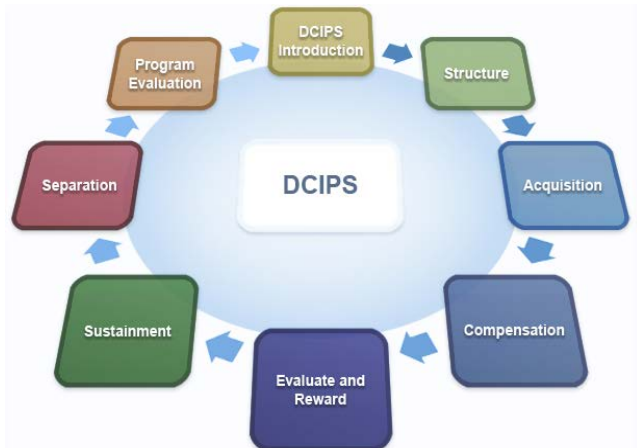 DCIPS
Introduction
Structure
Acquisition
Compensation
Evaluate and
Reward
Sustainment
Separation
Program
Evaluation
DCIPS